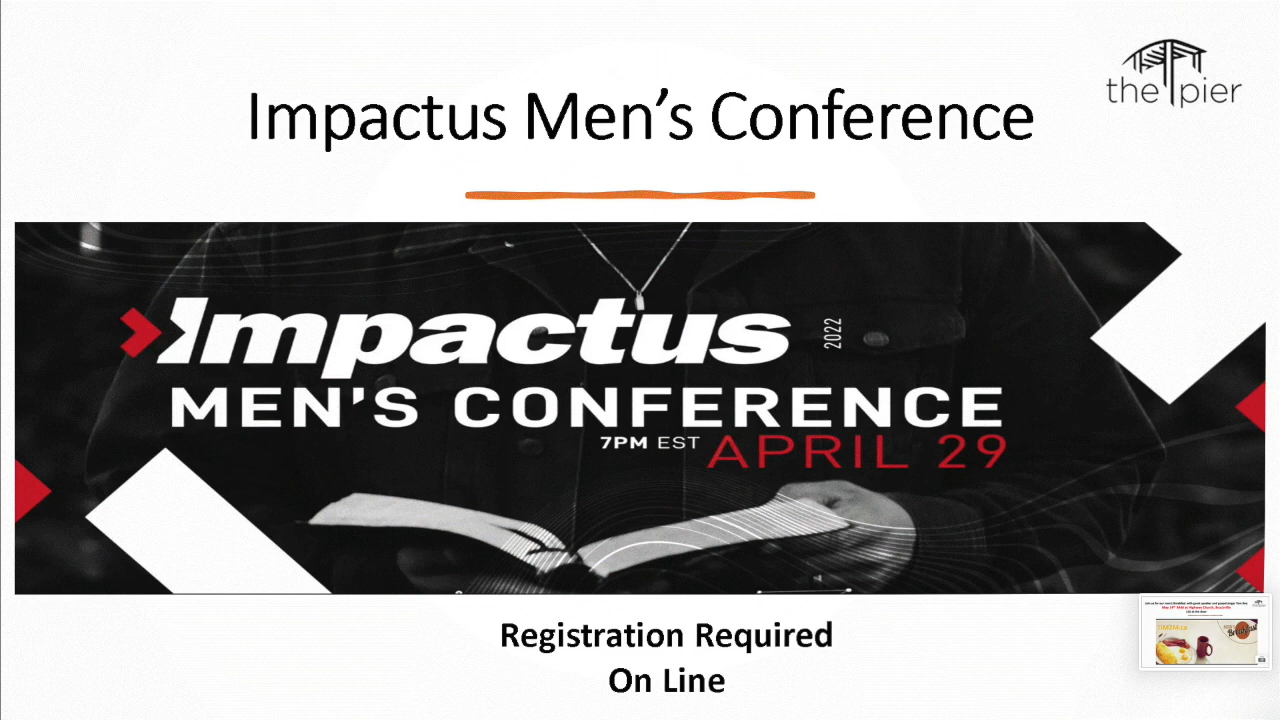 Impactus Men’s Conference
the pier
Impactus
2022
MEN'S CONFERENCE
7PM EST APRIL 29
Registration Required
On Line